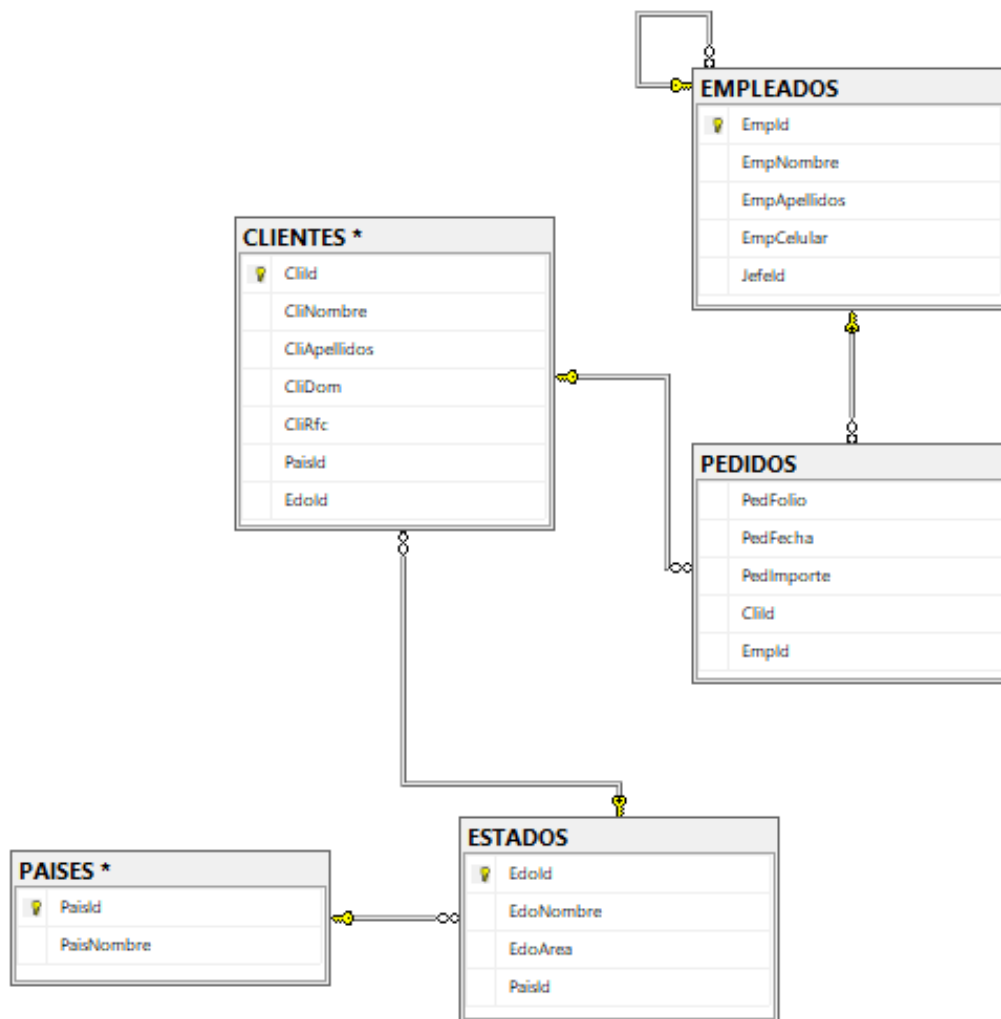 EMPLEADOS
EmpId
EmpNombre
EmpApellidos
EmpCelular
JefeId
CLIENTES *
CliId
CliNombre
CliApellidos
CliDom
CliRfc
PaisId
EdoId
PEDIDOS
PedFolio
PedFecha
PedImporte
CliId
EmpId
ESTADOS
EdoId
EdoNombre
EdoArea
PaisId
PAISES *
PaisId
PaisNombre